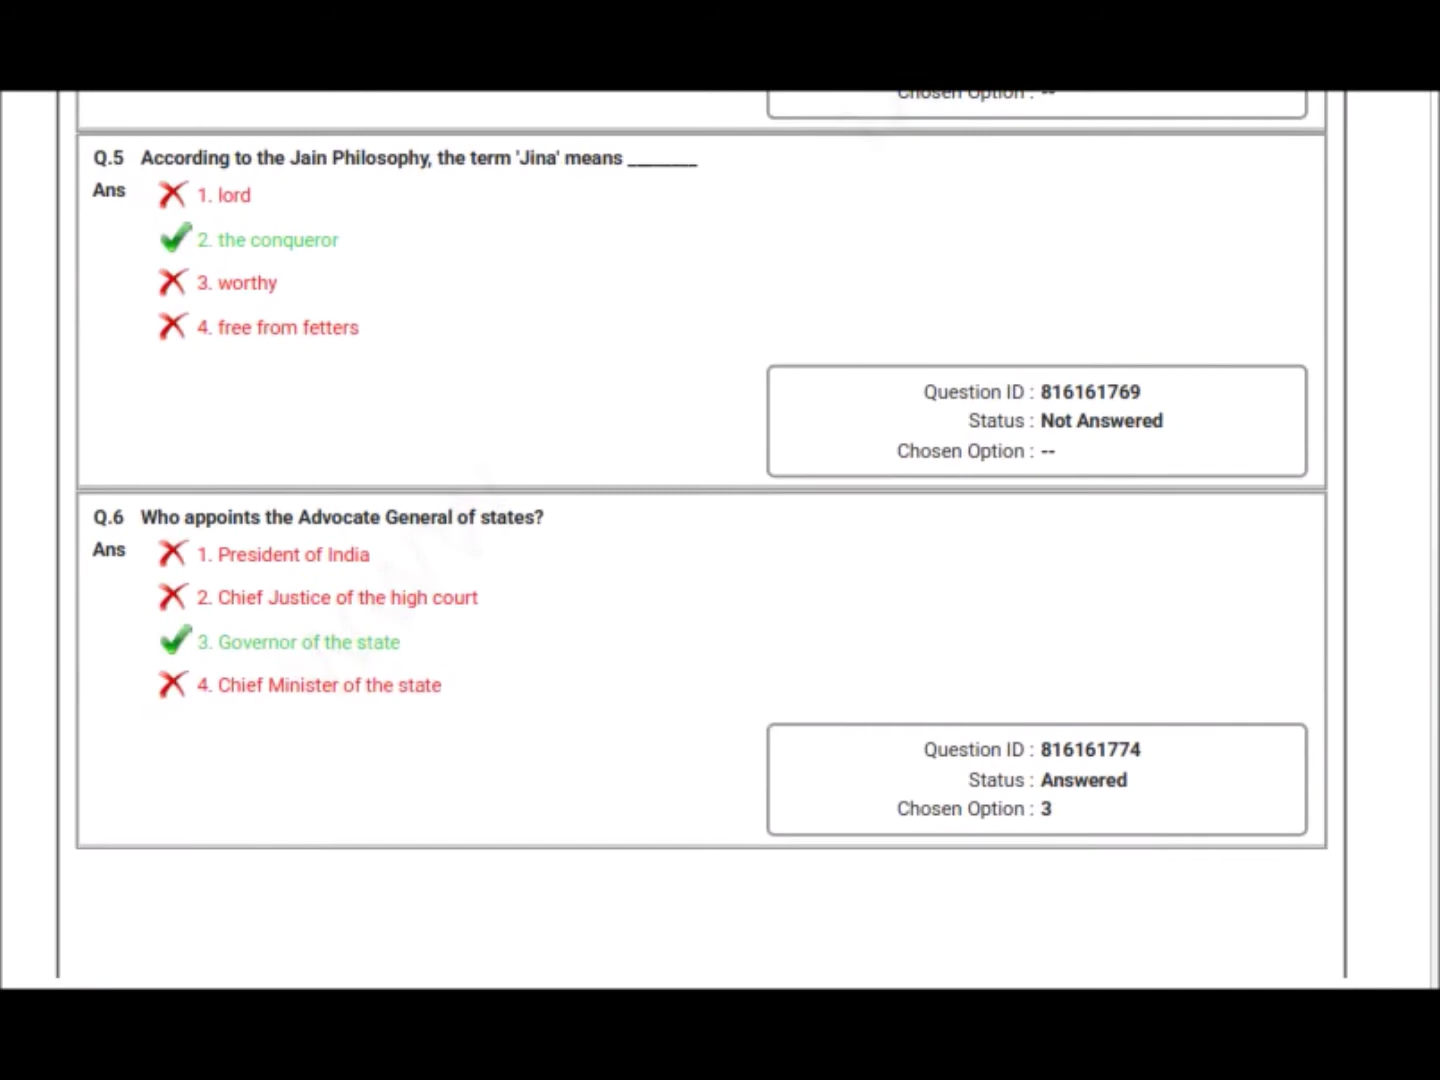 Chosen Option : --
Q.5 According to the Jain Philosophy, the term 'Jina' means _______
Ans 1. lord
2. the conqueror
3. worthy
4. free from fetters
Question ID : 816161769
Status : Not Answered
Chosen Option : --
Q.6 Who appoints the Advocate General of states?
Ans 1. President of India
2. Chief Justice of the high court
3. Governor of the state
4. Chief Minister of the state
Question ID : 816161774
Status : Answered
Chosen Option : 3